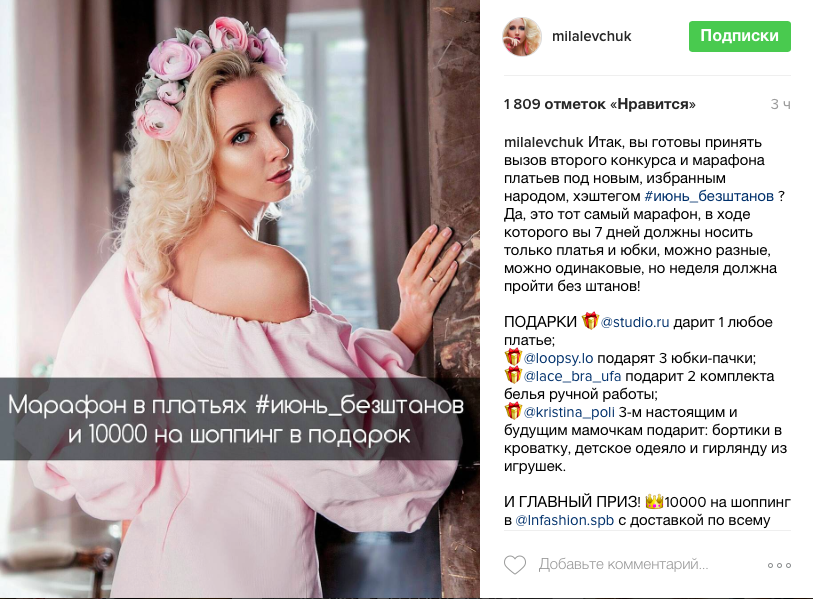 Марафон в платьях #июнь_безштанов
и 10000 на шоппинг в подарок
milalevchuk
Подписки
1 809 отметок «Нравится» 3 ч
milalevchuk Итак, вы готовы принять
вызов второго конкурса и марафона
платьев под новым, избранным
народом, хэштегом #июнь_безштанов ?
Да, это тот самый марафон, в ходе
которого вы 7 дней должны носить
только платья и юбки, можно разные,
можно одинаковые, но неделя должна
пройти без штанов!
ПОДАРКИ 🎁@studio.ru дарит 1 любое
платье;
🎁@loopsy.lo подарят 3 юбки-пачки;
🎁@lace_bra_ufa подарит 2 комплекта
белья ручной работы;
🎁@kristina_poli 3-м настоящим и
будущим мамочкам подарит: бортики в
кроватку, детское одеяло и гирлянду из
игрушек.
И ГЛАВНЫЙ ПРИЗ! 👑10000 на шоппинг
в @lnfashion.spb с доставкой по всему
Добавьте комментарий...